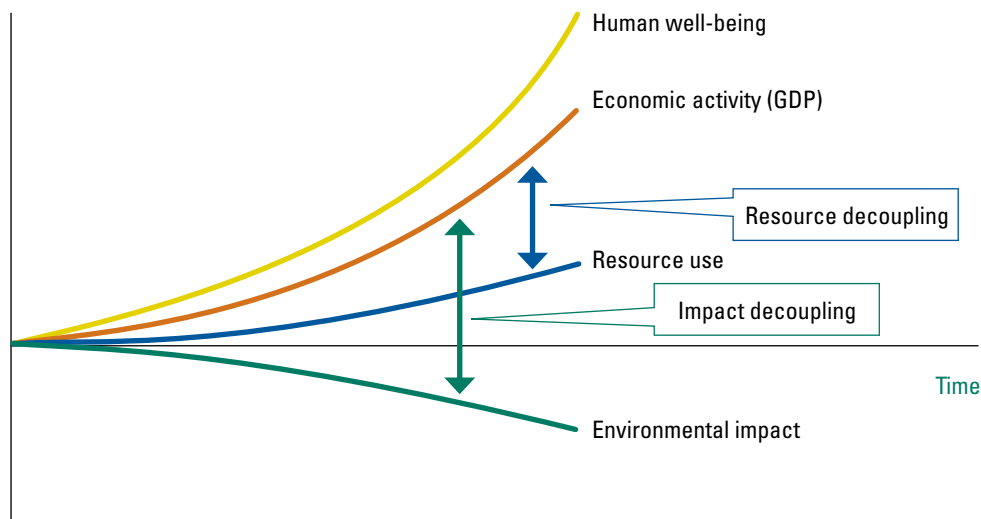 Human well-being
Economic activity (GDP)
Resource decoupling
Resource use
Impact decoupling
Time
Environmental impact